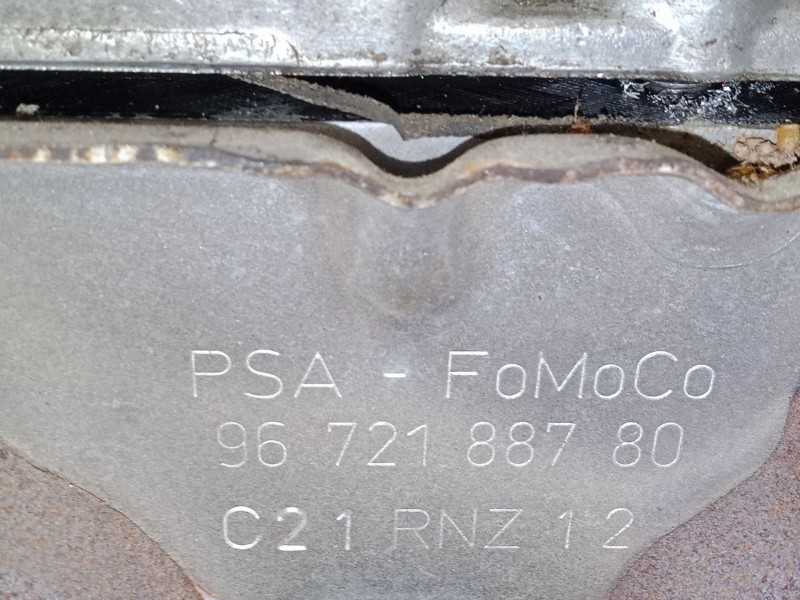 PSA - FoMoCo
96 721 887 80
C21 RNZ 12